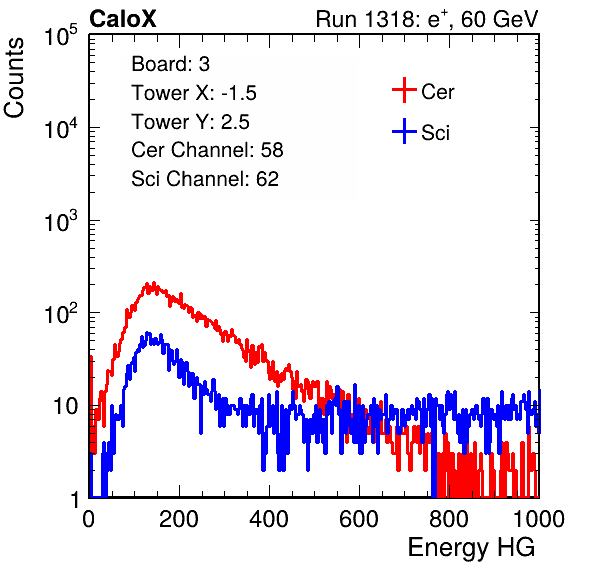 CaloX Run 1318: e⁺, 60 GeV
Counts
Board: 3
Tower X: -1.5
Tower Y: 2.5
Cer Channel: 58
Sci Channel: 62
Cer
Sci
10⁵
10⁴
10³
10²
10
1
0 200 400 600 800 1000
Energy HG